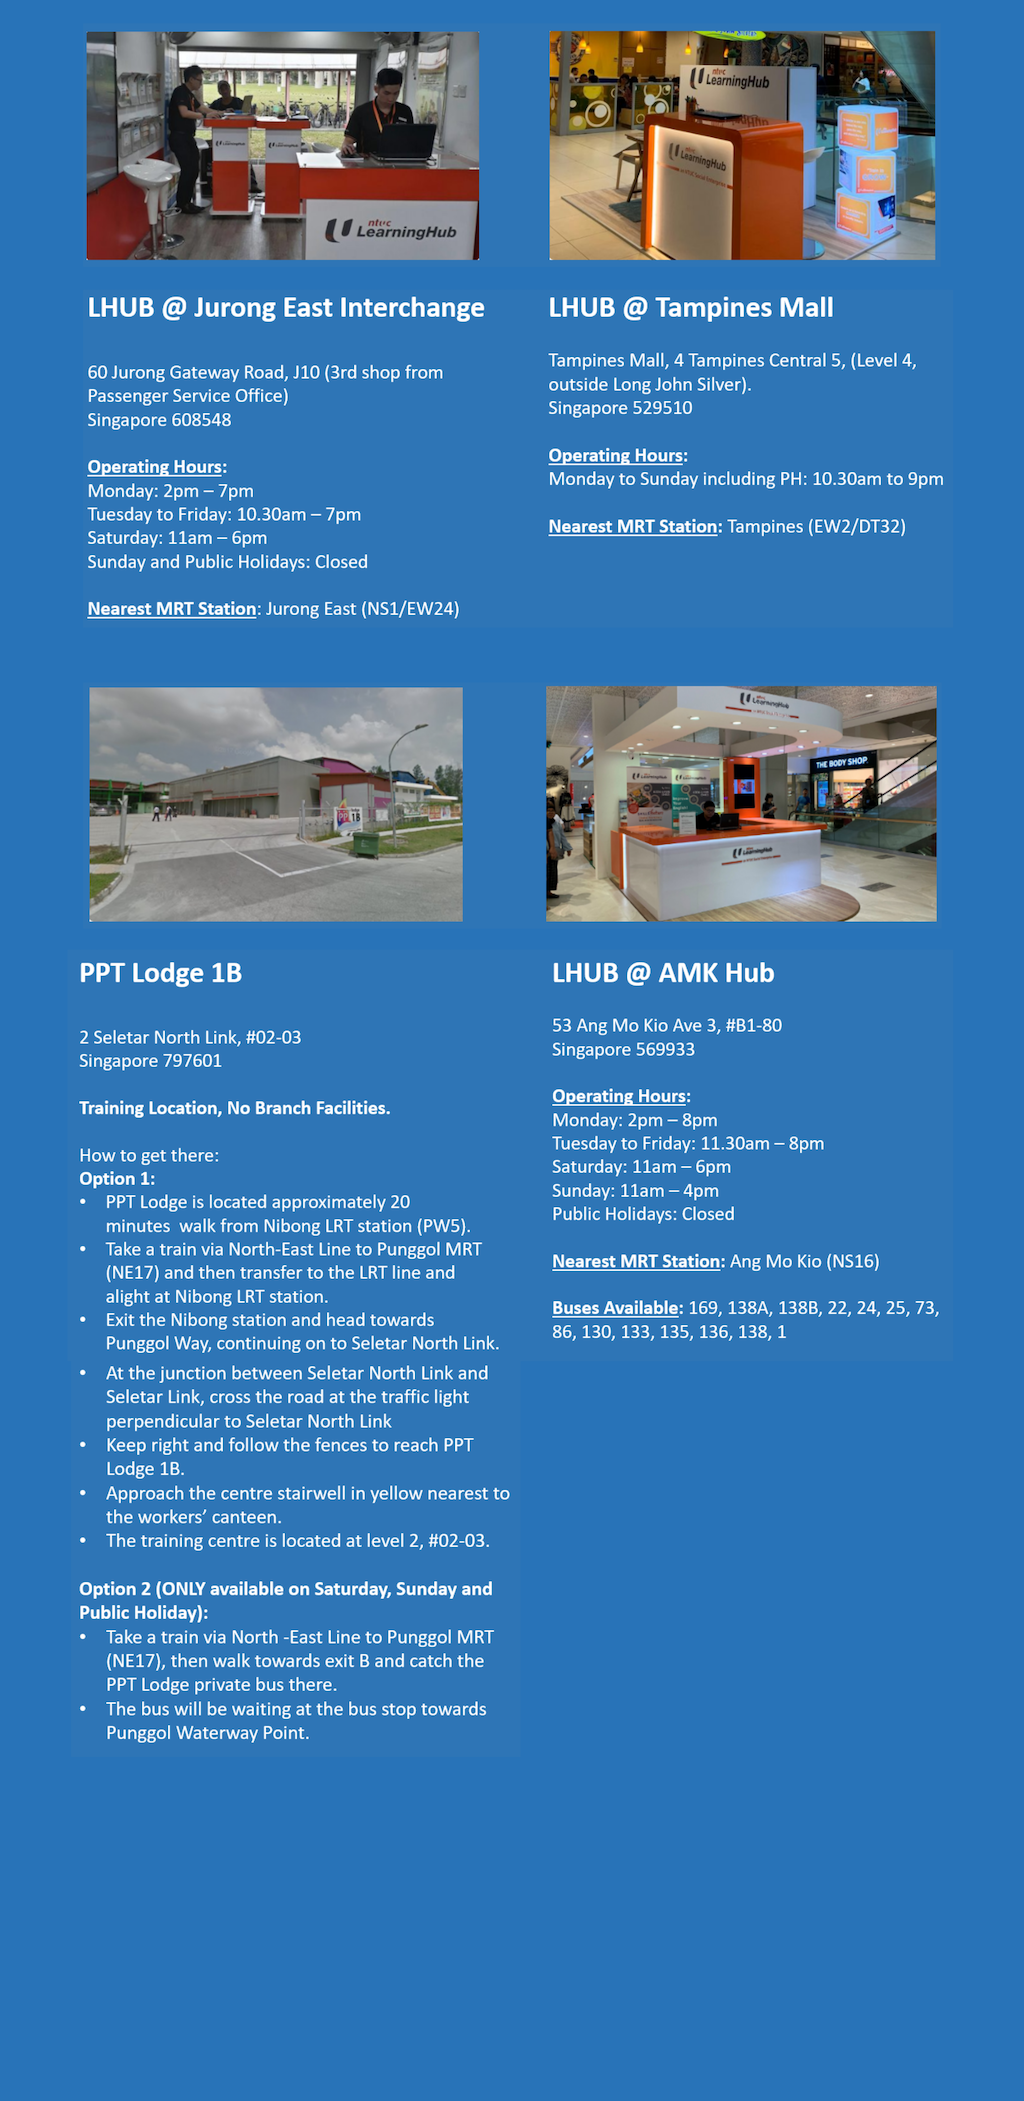 ntuc
LearningHub
LearningHub
LearningHub
ntuc
LearningHub
ntuc
LearningHub
LHUB @ Jurong East Interchange
60 Jurong Gateway Road, J10 (3rd shop from
Passenger Service Office)
Singapore 608548
Operating Hours:
Monday: 2pm – 7pm
Tuesday to Friday: 10.30am – 7pm
Saturday: 11am – 6pm
Sunday and Public Holidays: Closed
Nearest MRT Station: Jurong East (NS1/EW24)
LHUB @ Tampines Mall
Tampines Mall, 4 Tampines Central 5, (Level 4,
outside Long John Silver).
Singapore 529510
Operating Hours:
Monday to Sunday including PH: 10.30am to 9pm
Nearest MRT Station: Tampines (EW2/DT32)
1B
LearningHub
THE BODY SHOP
LearningHub
LearningHub
ntuc
LearningHub
PPT Lodge 1B
2 Seletar North Link, #02-03
Singapore 797601
Training Location, No Branch Facilities.
How to get there:
Option 1:
• PPT Lodge is located approximately 20
minutes  walk from Nibong LRT station (PW5).
• Take a train via North-East Line to Punggol MRT
(NE17) and then transfer to the LRT line and
alight at Nibong LRT station.
• Exit the Nibong station and head towards
Punggol Way, continuing on to Seletar North Link.
• At the junction between Seletar North Link and
Seletar Link, cross the road at the traffic light
perpendicular to Seletar North Link
• Keep right and follow the fences to reach PPT
Lodge 1B.
• Approach the centre stairwell in yellow nearest to
the workers’ canteen.
• The training centre is located at level 2, #02-03.
Option 2 (ONLY available on Saturday, Sunday and
Public Holiday):
• Take a train via North -East Line to Punggol MRT
(NE17), then walk towards exit B and catch the
PPT Lodge private bus there.
• The bus will be waiting at the bus stop towards
Punggol Waterway Point.
LHUB @ AMK Hub
53 Ang Mo Kio Ave 3, #B1-80
Singapore 569933
Operating Hours:
Monday: 2pm – 8pm
Tuesday to Friday: 11.30am – 8pm
Saturday: 11am – 6pm
Sunday: 11am – 4pm
Public Holidays: Closed
Nearest MRT Station: Ang Mo Kio (NS16)
Buses Available: 169, 138A, 138B, 22, 24, 25, 73,
86, 130, 133, 135, 136, 138, 1